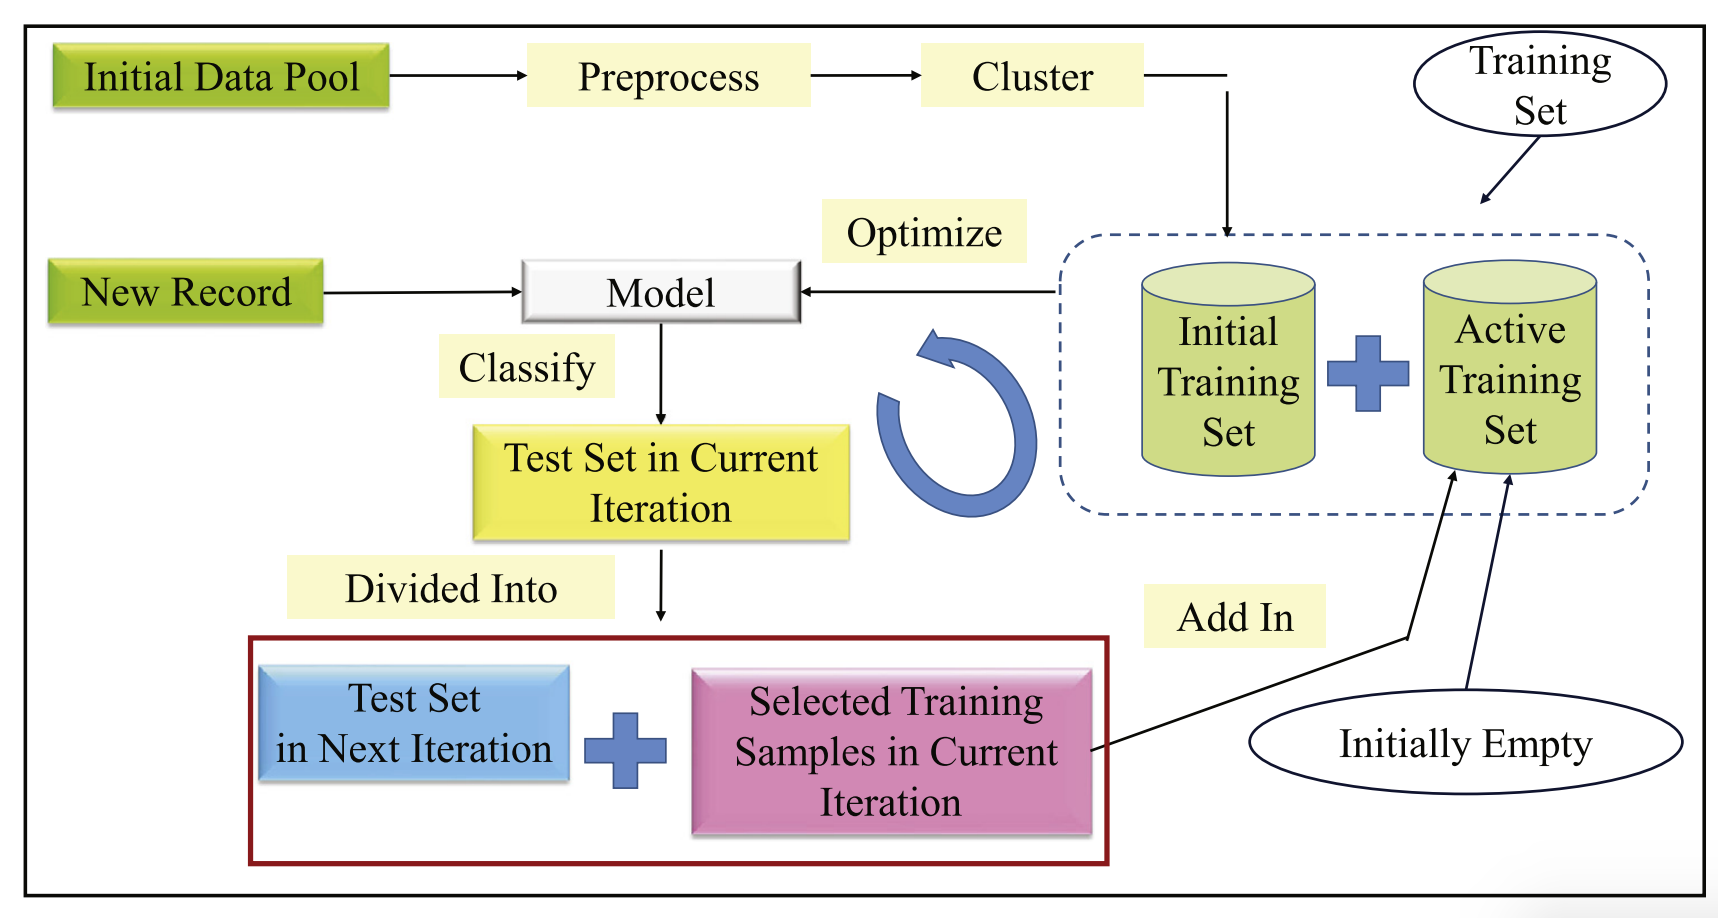 Initial Data Pool
Preprocess
Cluster
Training
Set
Optimize
New Record
Model
Classify
Initial
Training
Set
Active
Training
Set
Test Set in Current
Iteration
Divided Into
Add In
Test Set
in Next Iteration
Selected Training
Samples in Current
Iteration
Initially Empty